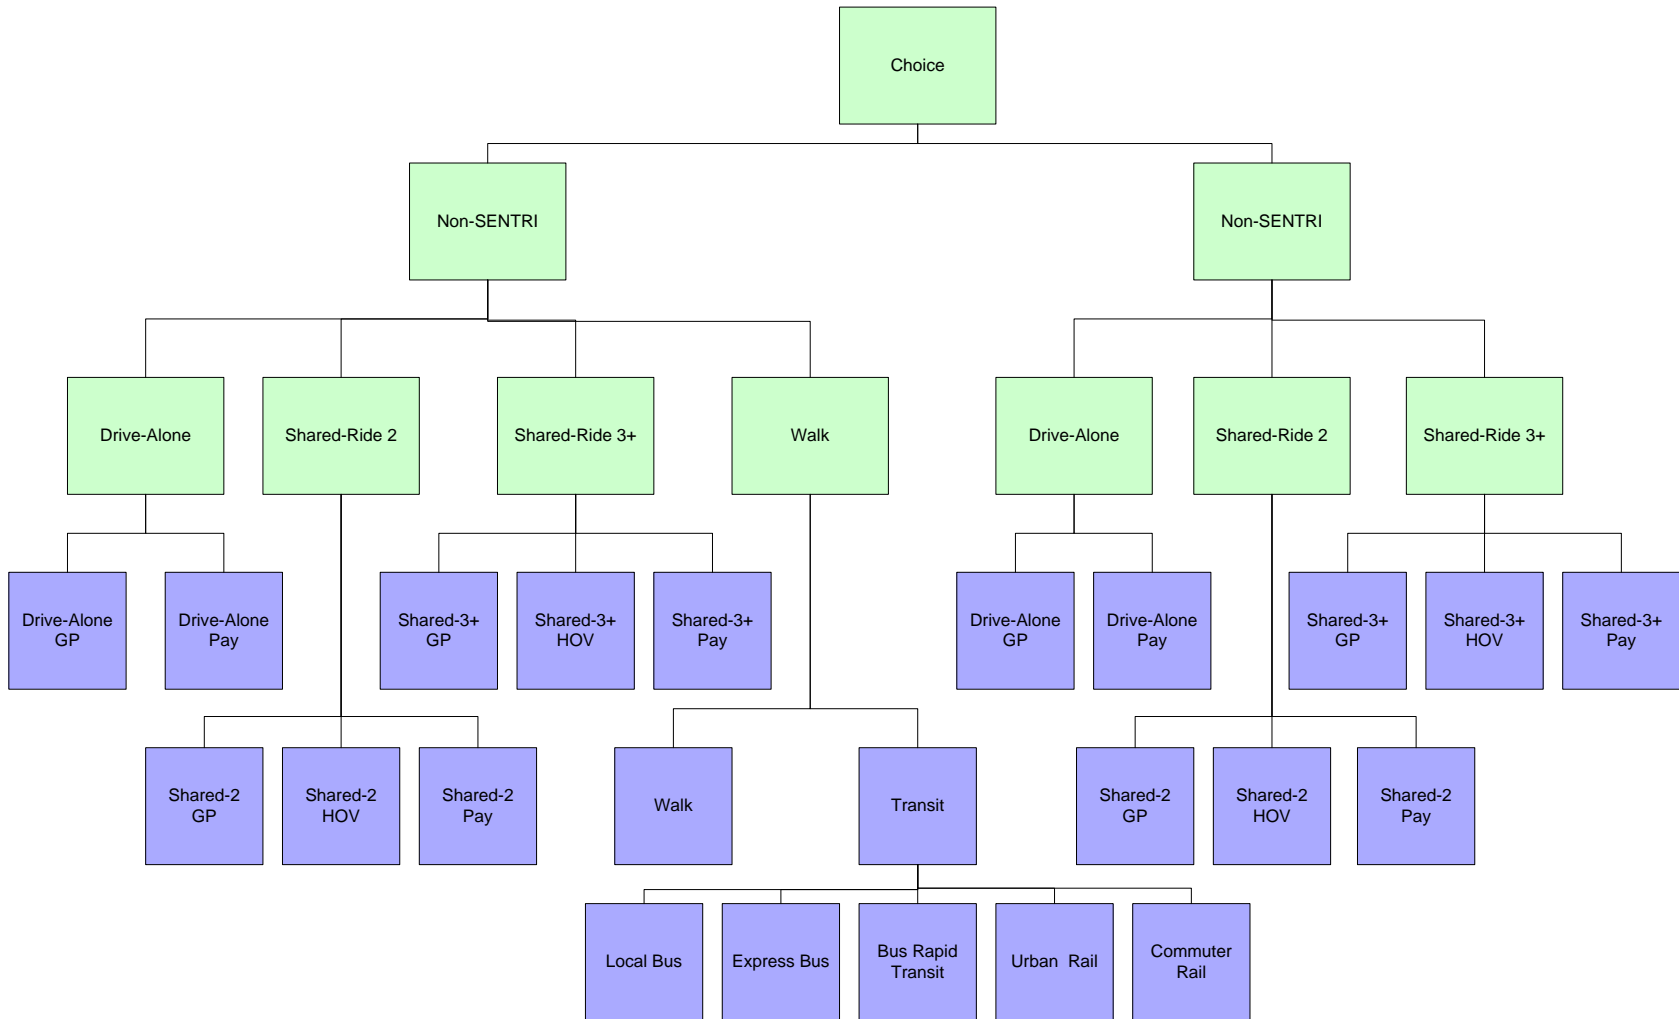 Choice
Non-SENTRI
Non-SENTRI
Drive-Alone
Shared-Ride 2
Shared-Ride 3+
Walk
Drive-Alone
Shared-Ride 2
Shared-Ride 3+
Drive-Alone
GP
Drive-Alone
Pay
Shared-3+
GP
Shared-3+
HOV
Shared-3+
Pay
Drive-Alone
GP
Drive-Alone
Pay
Shared-3+
GP
Shared-3+
HOV
Shared-3+
Pay
Shared-2
GP
Shared-2
HOV
Shared-2
Pay
Walk
Transit
Shared-2
GP
Shared-2
HOV
Shared-2
Pay
Local Bus
Express Bus
Bus Rapid
Transit
Urban  Rail
Commuter
Rail